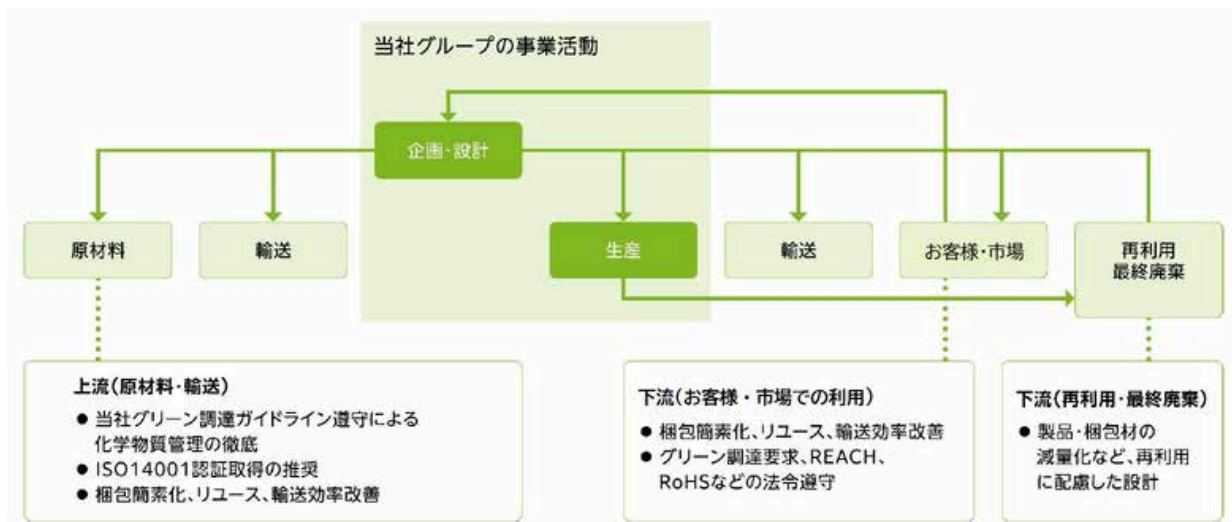 当社グループの事業活動
企画・設計
原材料
輸送
生産
輸送
お客様・市場
再利用
最終廃棄
上流(原材料・輸送)
● 当社グリーン調達ガイドライン遵守による
化学物質管理の徹底
● ISO14001認証取得の推奨
● 梱包簡素化、リユース、輸送効率改善
下流(お客様・市場での利用)
● 梱包簡素化、リユース、輸送効率改善
● グリーン調達要求、REACH、
RoHSなどの法令遵守
下流(再利用・最終廃棄)
● 製品・梱包材の
減量化など、再利用
に配慮した設計